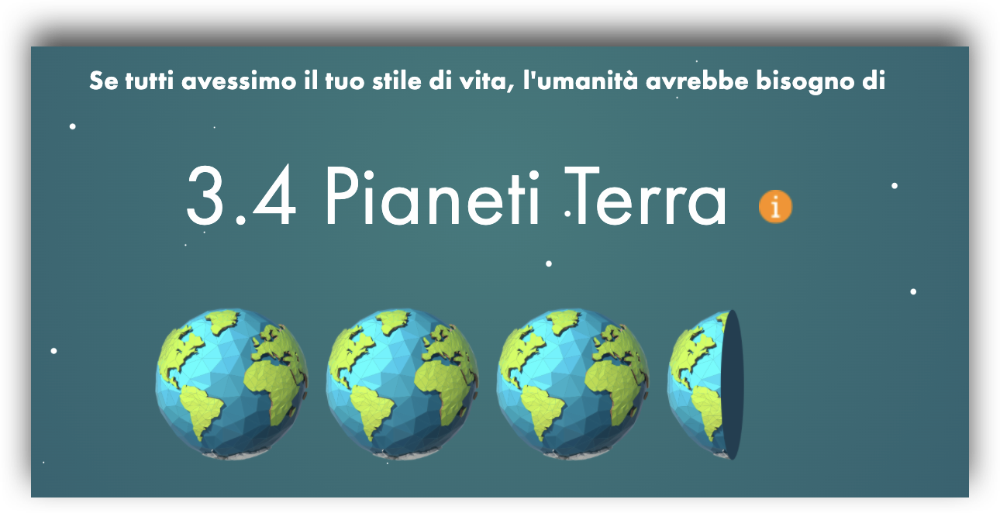 Se tutti avessimo il tuo stile di vita, l'umanità avrebbe bisogno di
3.4 Pianeti Terra i